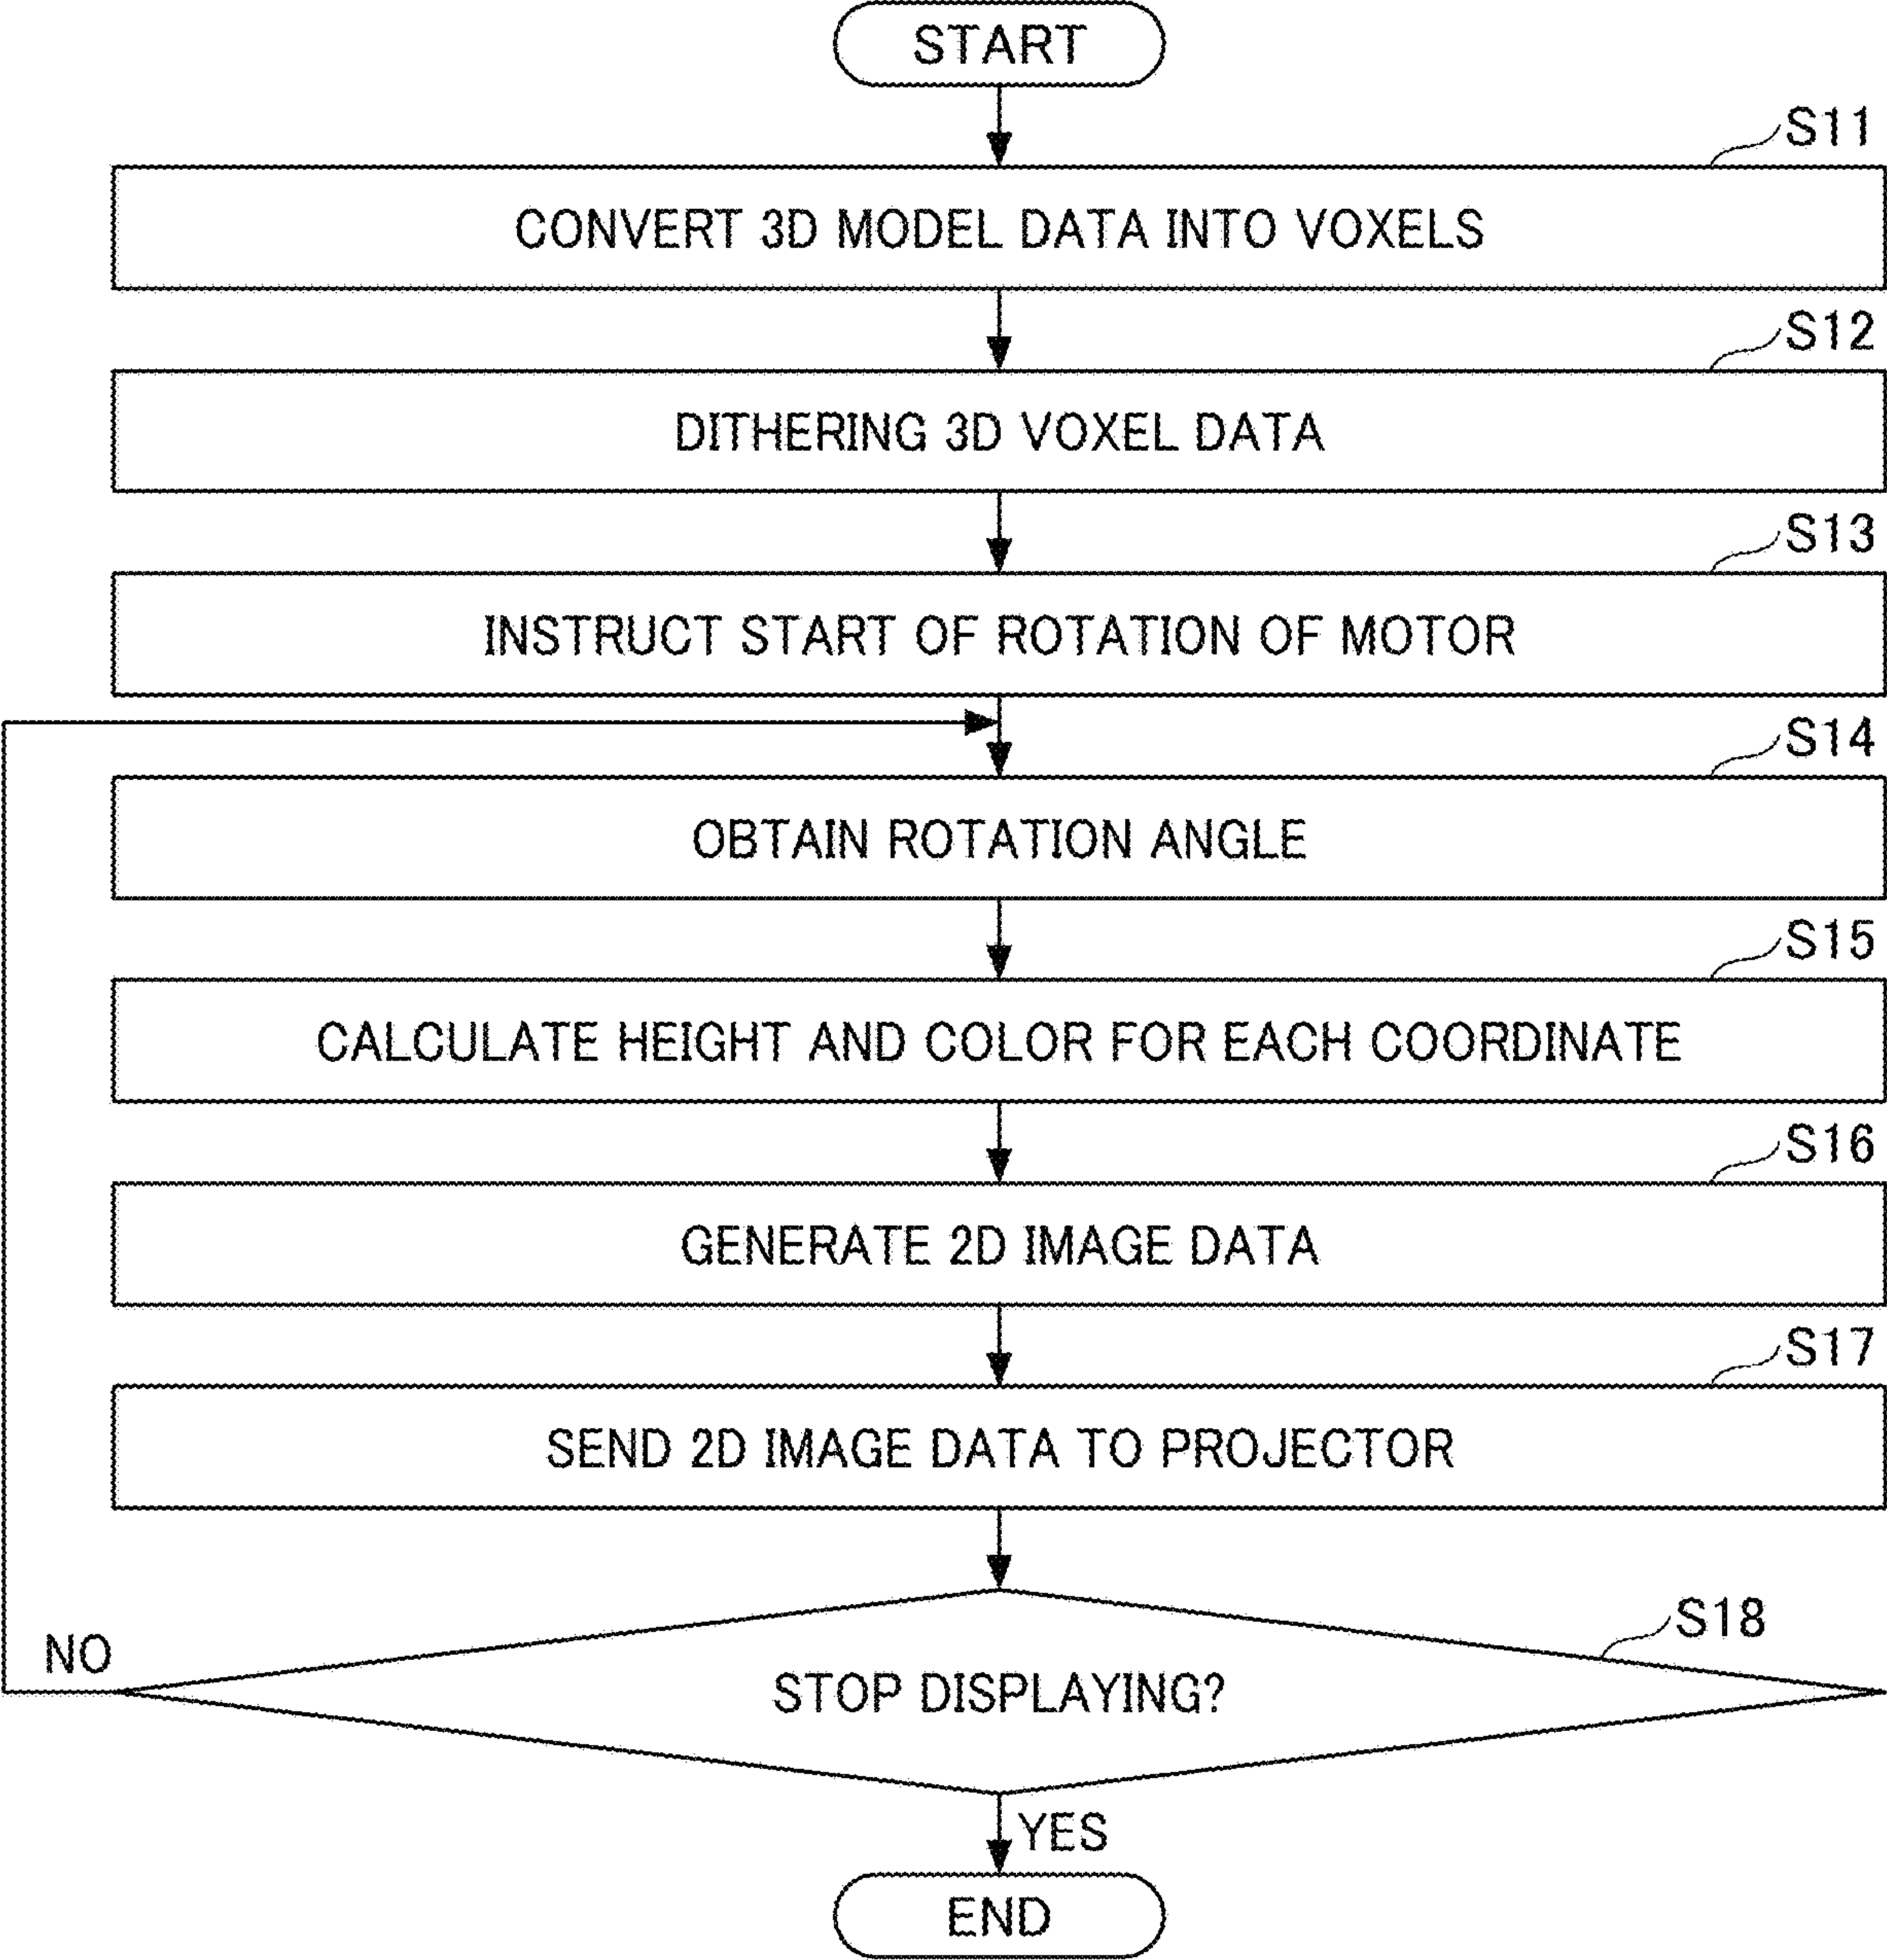 START
S11
CONVERT 3D MODEL DATA INTO VOXELS
S12
DITHERING 3D VOXEL DATA
S13
INSTRUCT START OF ROTATION OF MOTOR
S14
OBTAIN ROTATION ANGLE
S15
CALCULATE HEIGHT AND COLOR FOR EACH COORDINATE
S16
GENERATE 2D IMAGE DATA
S17
SEND 2D IMAGE DATA TO PROJECTOR
S18
NO
STOP DISPLAYING?
YES
END